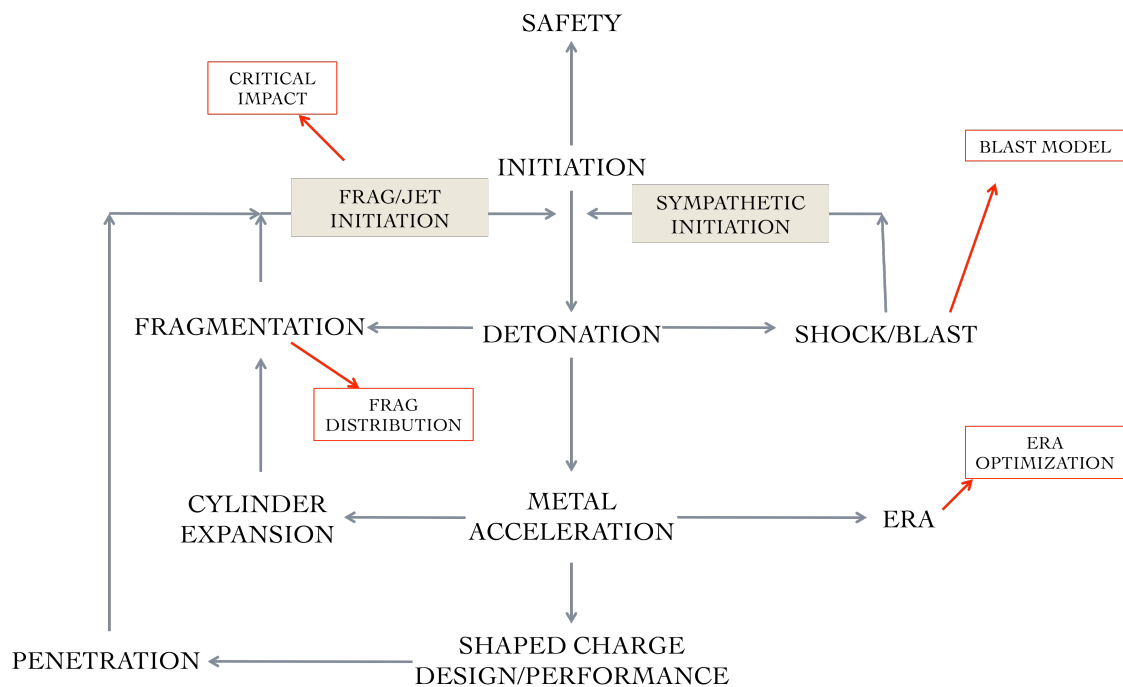 SAFETY
CRITICAL
IMPACT
BLAST MODEL
INITIATION
FRAG/JET
INITIATION
SYMPATHETIC
INITIATION
FRAGMENTATION
DETONATION
SHOCK/BLAST
FRAG
DISTRIBUTION
ERA
OPTIMIZATION
CYLINDER
EXPANSION
METAL
ACCELERATION
ERA
PENETRATION
SHAPED CHARGE
DESIGN/PERFORMANCE